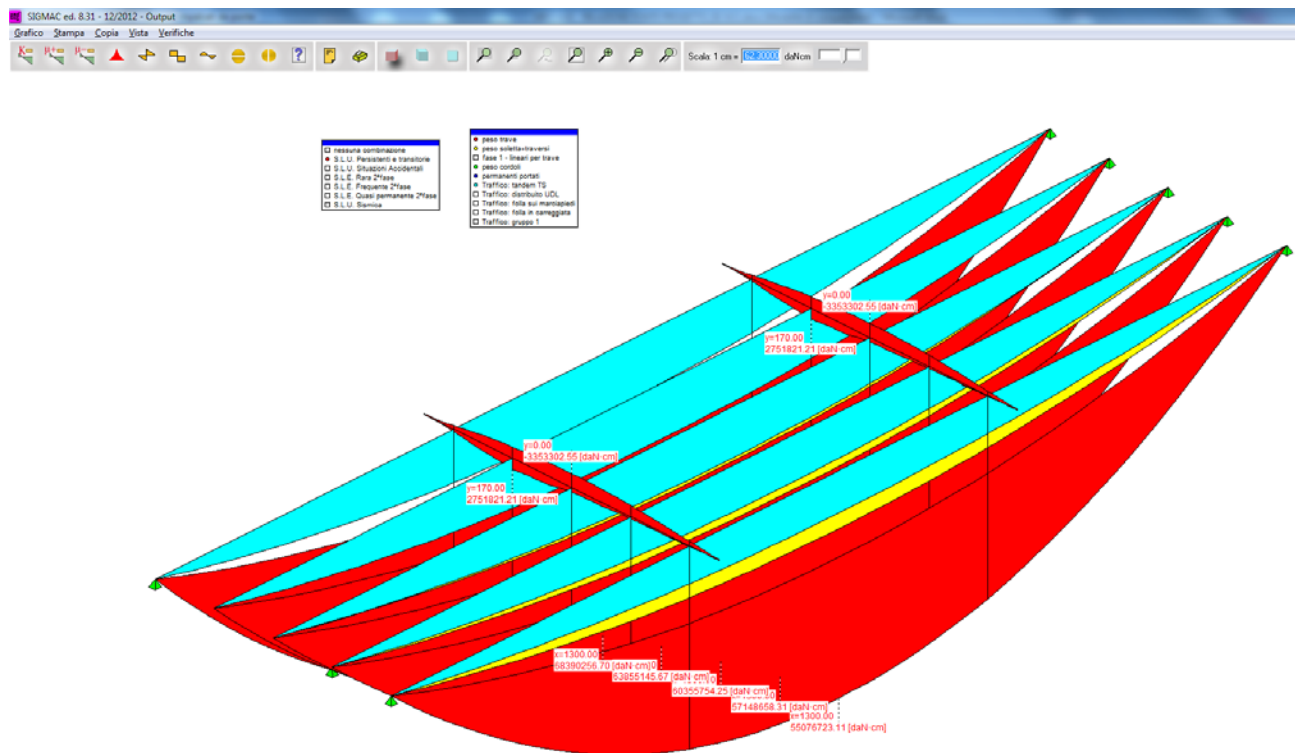 SIGMAC ed. 8.31 - 12/2012 - Output
Grafico Stampa Copia Vista Verifiche
Scala: 1 cm = 62.00000 daNcm
nessuna combinazione
S.L.U. Persistenti e transitorie
S.L.U. Situazioni Accidentali
S.L.E. Rara 2°fase
S.L.E. Frequente 2°fase
S.L.E. Quasi permanente 2°fase
S.L.U. Sismica
peso trave
peso soletta+traversi
fase 1 - lineari per trave
peso cordoli
permanenti portati
Traffico: tandem TS
Traffico: distribuito UDL
Traffico: folla sui marciapiedi
Traffico: folla in carreggiata
Traffico: gruppo 1
y=0.00
-3353302.55 [daN·cm]
y=170.00
2751821.21 [daN·cm]
y=0.00
-3353302.55 [daN·cm]
y=170.00
2751821.21 [daN·cm]
x=1300.00
68390256.70 [daN·cm]
63855145.67 [daN·cm]
60355754.25 [daN·cm]
57148658.31 [daN·cm]
x=1300.00
55076723.11 [daN·cm]